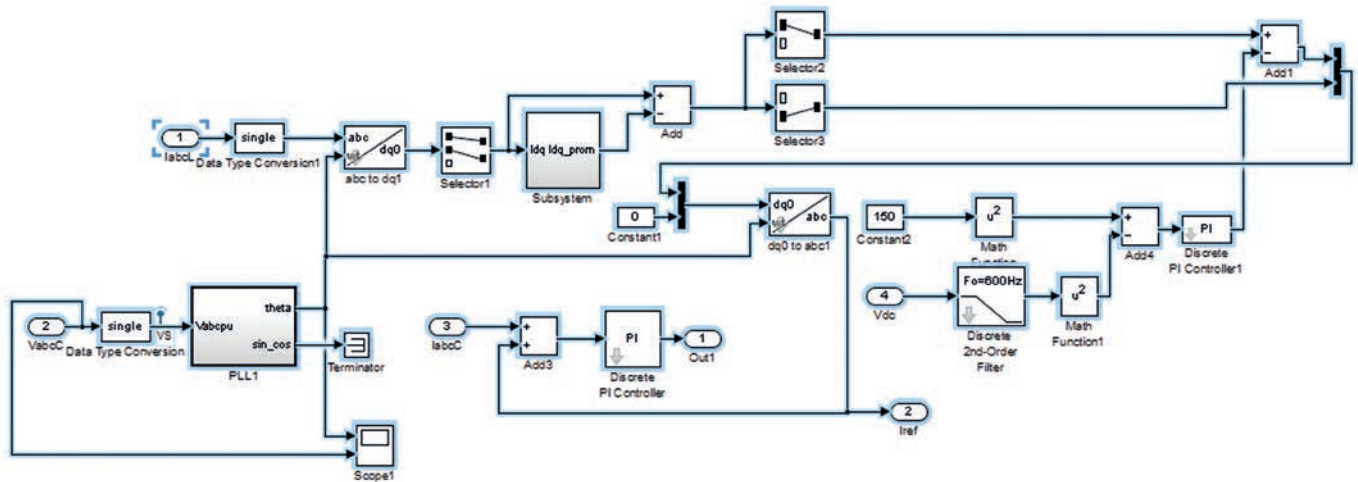 Selector2
+
−
Add1
1
IabcL
single
Data Type Conversion1
abc
dq0
abc to dq1
Selector1
Idq Idq_prom
Subsystem
+
−
Add
Selector3
0
Constant1
dq0
abc
dq0 to abc1
150
Constant2
u²
Math
Function
+
−
Add4
PI
Discrete
PI Controller1
2
VabcC
single
Data Type Conversion
VS
Vabcpu
theta
sin_cos
PLL1
Terminator
Scope1
3
IabcC
+
+
Add3
PI
Discrete
PI Controller
1
Out1
2
Iref
4
Vdc
Fo=600Hz
Discrete
2nd-Order
Filter
u²
Math
Function1